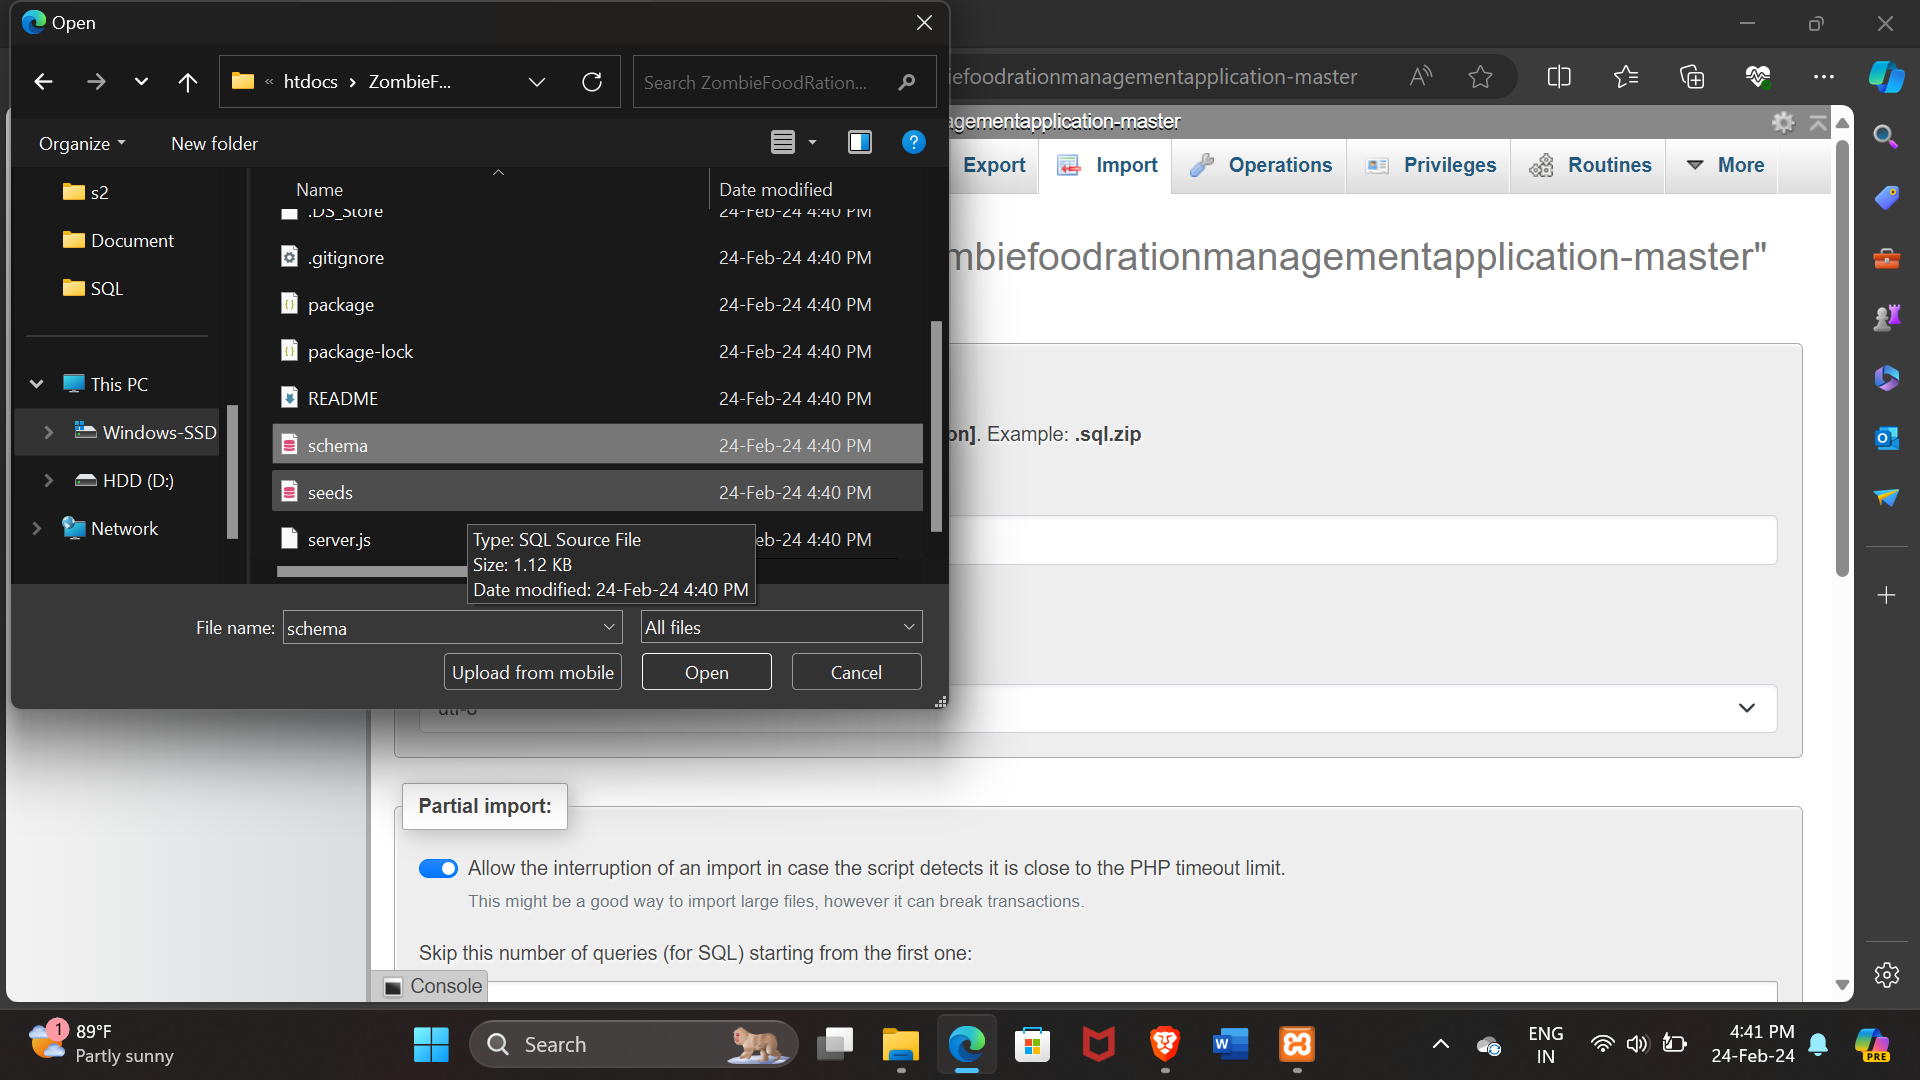 Open
htdocs
ZombieF...
Search ZombieFoodRation...
Organize
New folder
Name
Date modified
s2
Document
SQL
This PC
Windows-SSD
HDD (D:)
Network
.DS_Store 24-Feb-24 4:40 PM
.gitignore 24-Feb-24 4:40 PM
package 24-Feb-24 4:40 PM
package-lock 24-Feb-24 4:40 PM
README 24-Feb-24 4:40 PM
schema 24-Feb-24 4:40 PM
seeds 24-Feb-24 4:40 PM
server.js eb-24 4:40 PM
Type: SQL Source File
Size: 1.12 KB
Date modified: 24-Feb-24 4:40 PM
File name: schema
All files
Upload from mobile
Open
Cancel
iefoodrationmanagementapplication-master
agementapplication-master
Export
Import
Operations
Privileges
Routines
More
mbiefoodrationmanagementapplication-master"
on]. Example: .sql.zip
utf-8
Partial import:
Allow the interruption of an import in case the script detects it is close to the PHP timeout limit.
This might be a good way to import large files, however it can break transactions.
Skip this number of queries (for SQL) starting from the first one:
Console
1
89°F
Partly sunny
Search
ENG
IN
4:41 PM
24-Feb-24
PRE